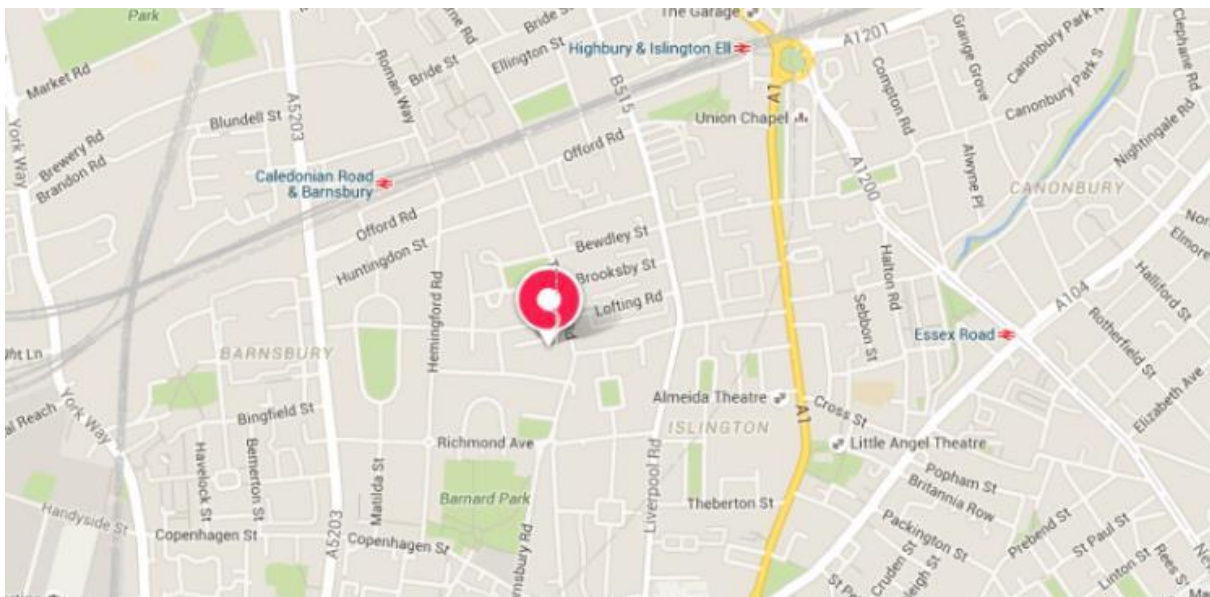 Park
The Garage
Bride St
Ellington St
Highbury & Islington Ell
A1201
Grange Grove
Canonbury Park N
Clephane Rd
Market Rd
Roman Way
Bride St
B515
A1
Compton Rd
Canonbury Park S
York Way
Blundell St
A5203
Union Chapel
Nightingale Rd
Brewery Rd
Brandon Rd
Offord Rd
A1200
Alwyne Pl
Caledonian Road
& Barnsbury
CANONBURY
Offord Rd
Huntingdon St
Bewdley St
Brooksby St
Lofting Rd
Halton Rd
Elmore
Halliford St
A104
Hemingford Rd
Sebbon St
Essex Road
Rotherfield St
BARNSBURY
York Way
Bingfield St
Almeida Theatre
A1
Cross St
Elizabeth Ave
Richmond Ave
ISLINGTON
Little Angel Theatre
Havelock St
Bemerton St
Matilda St
Barnard Park
Liverpool Rd
Theberton St
Popham St
Britannia Row
Handyside St
Copenhagen St
A5203
Copenhagen St
Packington St
Prebend St
St Paul St
Linton St
Rees St
Cruden St